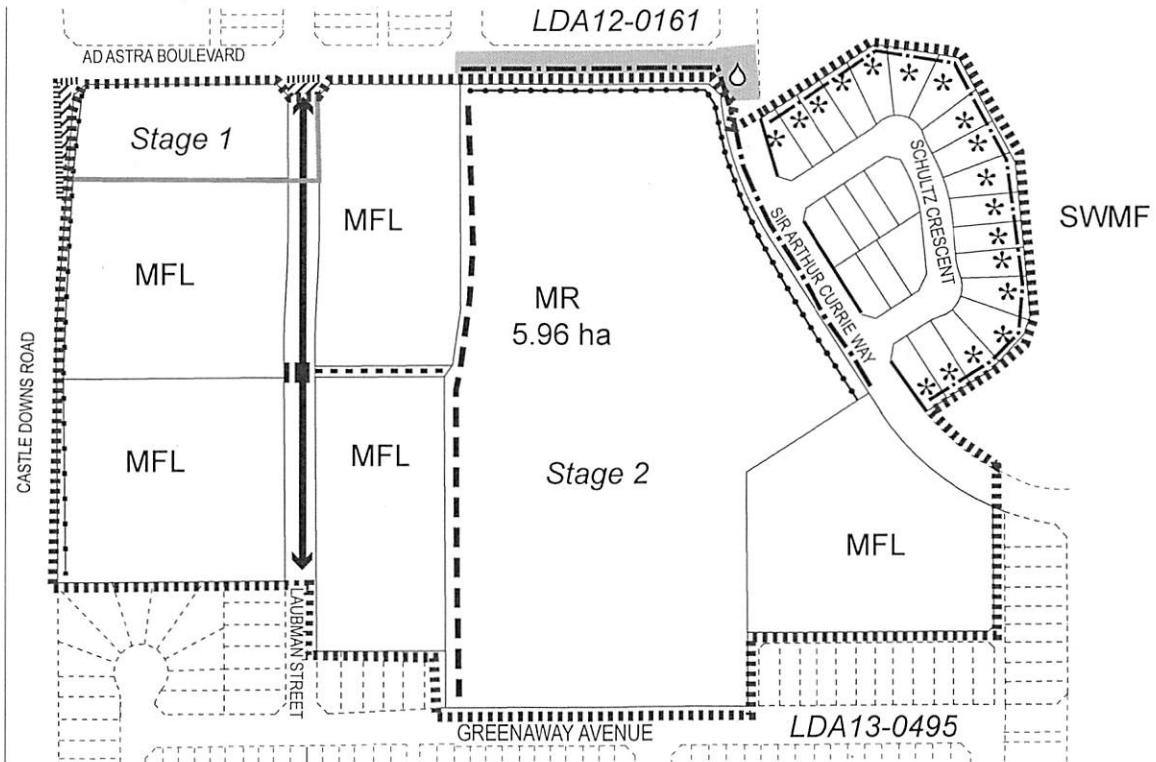 LDA12-0161
AD ASTRA BOULEVARD
Stage 1
MFL
SCHULTZ CRESCENT
SWMF
SIR ARTHUR CURRIE WAY
MFL
MR
5.96 ha
CASTLE DOWNS ROAD
MFL
MFL
Stage 2
MFL
LAUBMAN STREET
GREENAWAY AVENUE
LDA13-0495